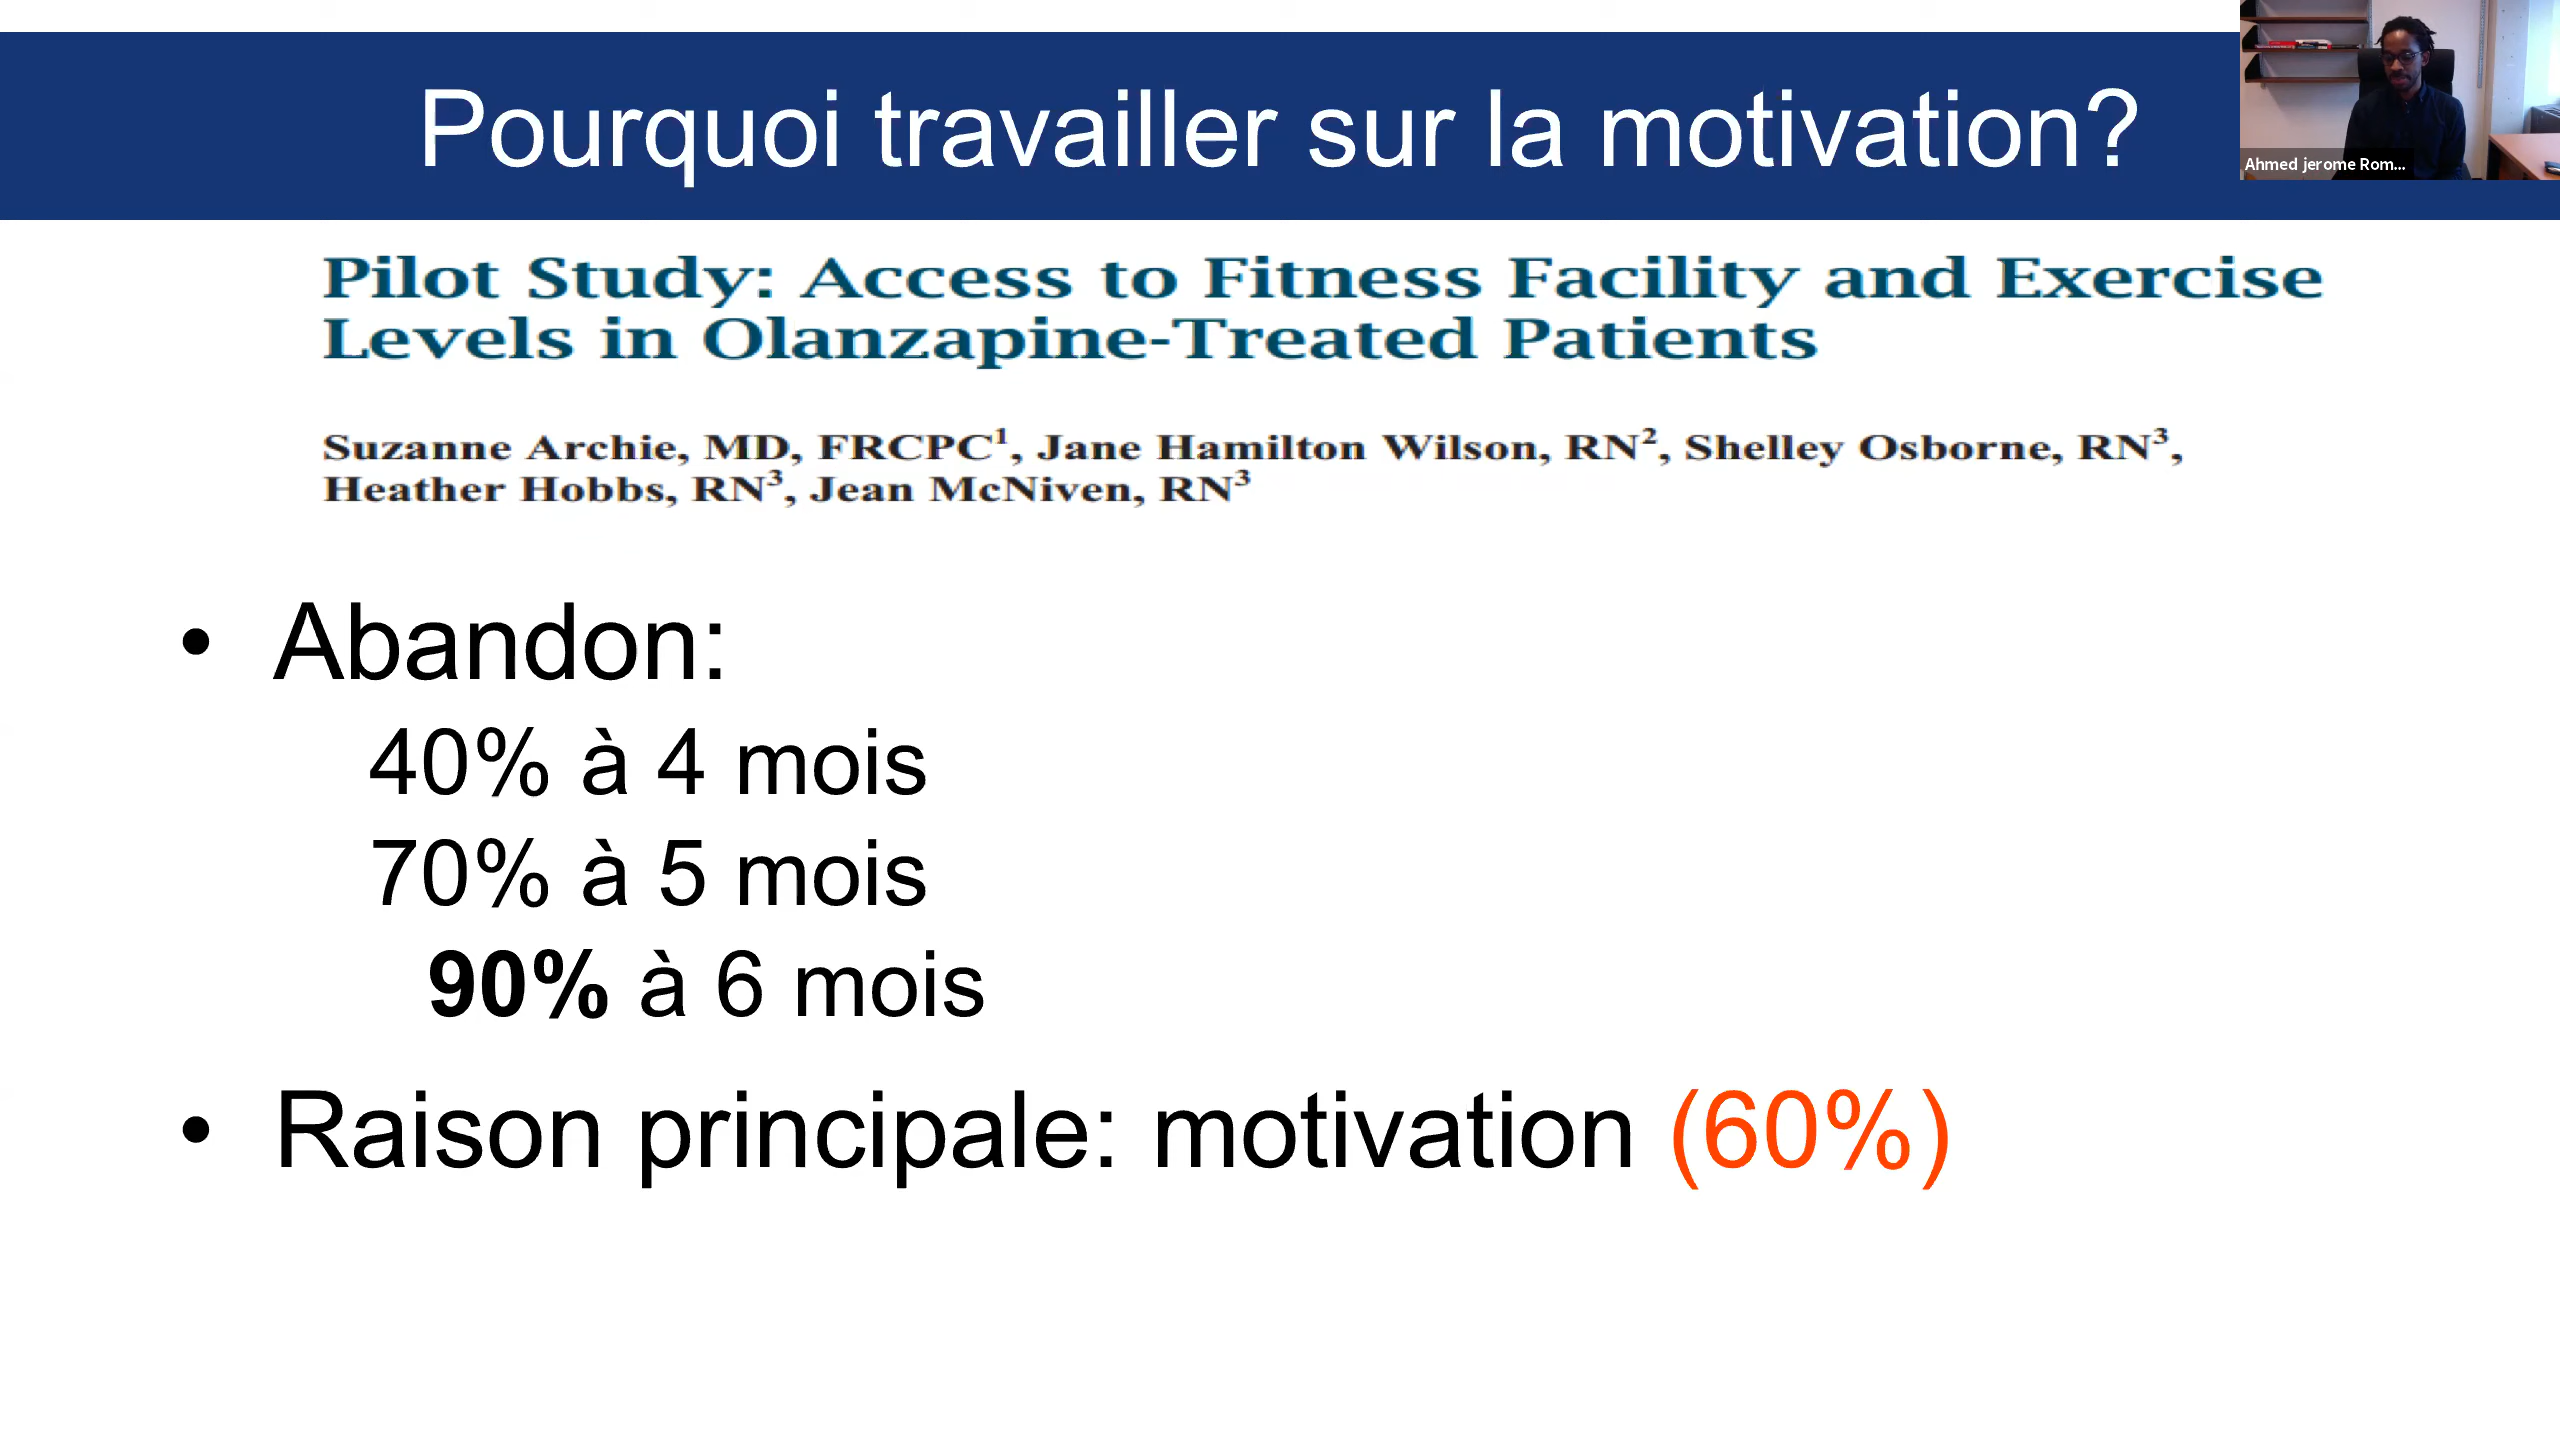 Pourquoi travailler sur la motivation?
Ahmed jerome Rom...
Pilot Study: Access to Fitness Facility and Exercise
Levels in Olanzapine-Treated Patients
Suzanne Archie, MD, FRCPC¹, Jane Hamilton Wilson, RN², Shelley Osborne, RN³,
Heather Hobbs, RN³, Jean McNiven, RN³
• Abandon:
40% à 4 mois
70% à 5 mois
90% à 6 mois
• Raison principale: motivation (60%)